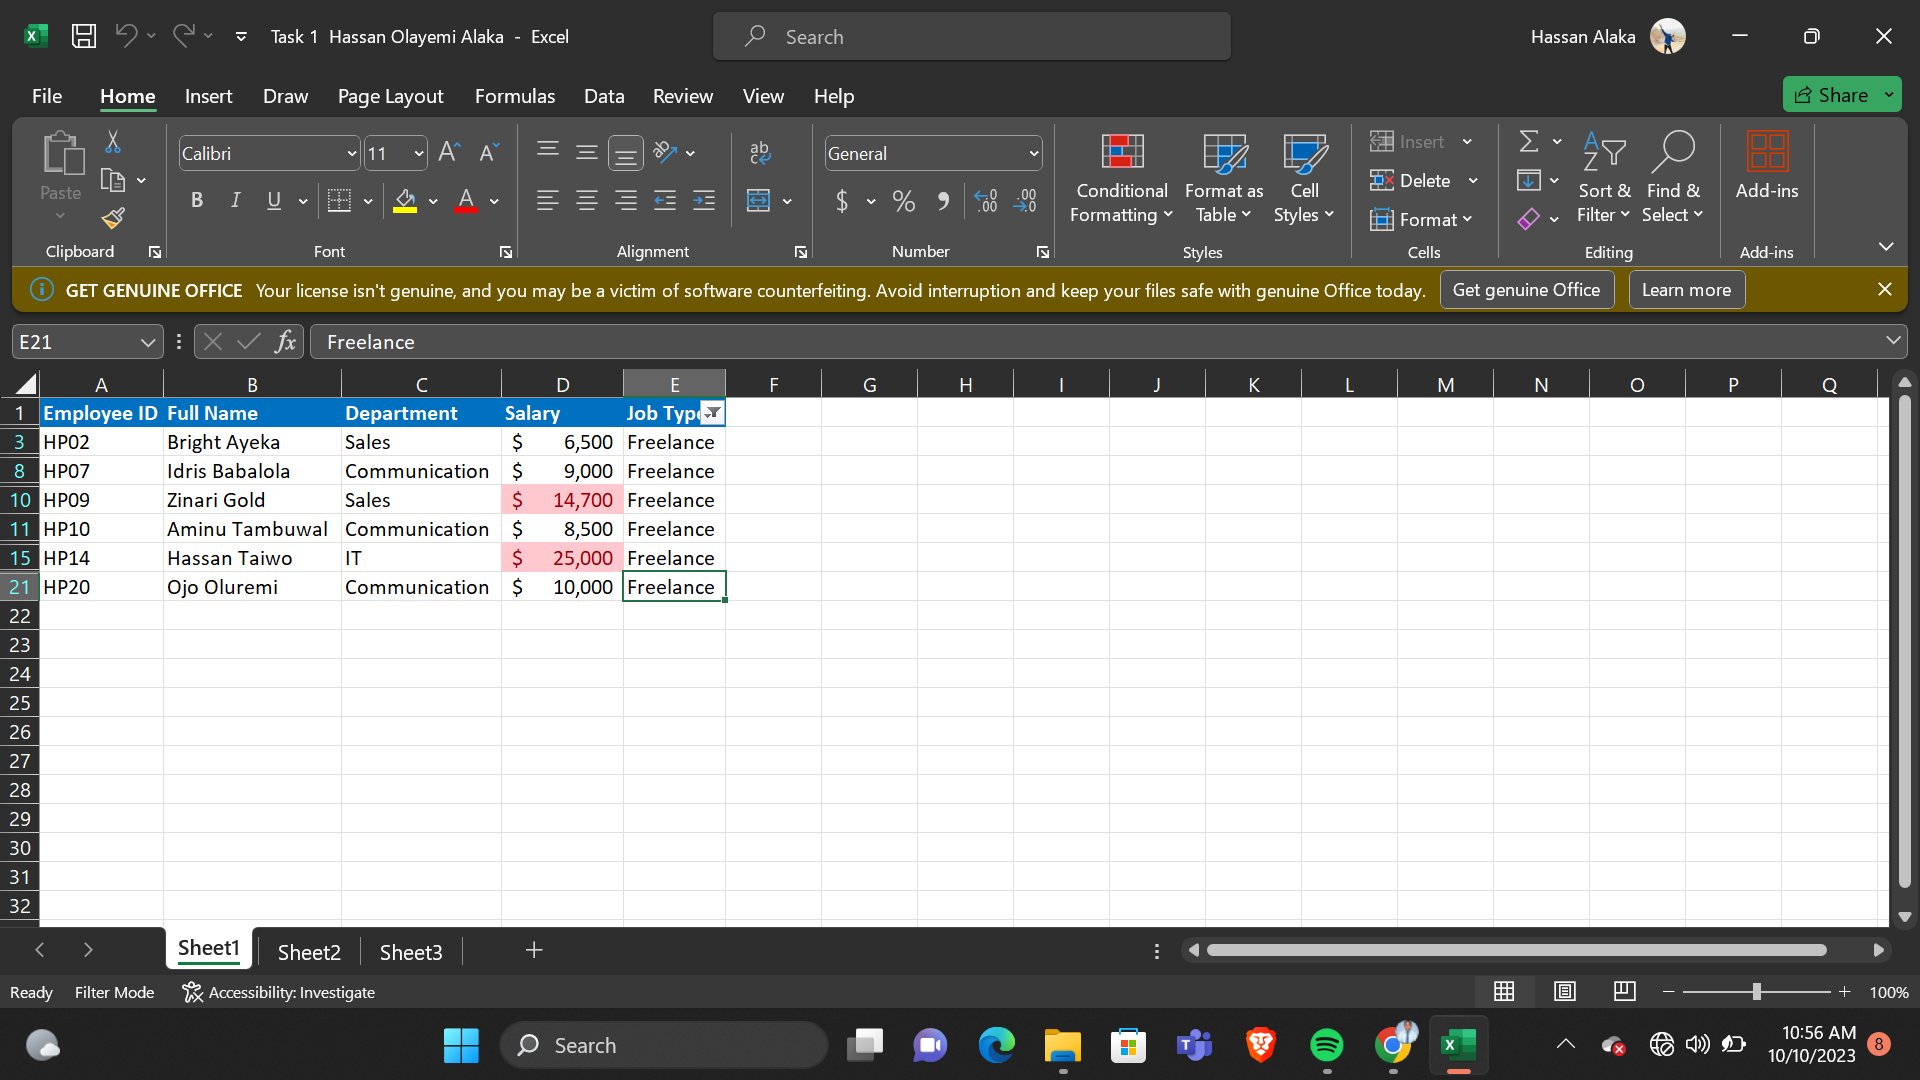 Task 1 Hassan Olayemi Alaka - Excel
Search
Hassan Alaka
File Home Insert Draw Page Layout Formulas Data Review View Help
Share
Paste
Clipboard
Calibri 11
B I U A
Font
ab
Alignment
General
$ % 9 .00 .00
Number
Conditional Formatting
Format as Table
Cell Styles
Styles
Insert
Delete
Format
Cells
Sort & Filter
Find & Select
Editing
Add-ins
Add-ins
GET GENUINE OFFICE Your license isn't genuine, and you may be a victim of software counterfeiting. Avoid interruption and keep your files safe with genuine Office today. Get genuine Office Learn more
E21 fx Freelance
A B C D E F G H I J K L M N O P Q
1 Employee ID Full Name Department Salary Job Type
3 HP02 Bright Ayeka Sales $ 6,500 Freelance
8 HP07 Idris Babalola Communication $ 9,000 Freelance
10 HP09 Zinari Gold Sales $ 14,700 Freelance
11 HP10 Aminu Tambuwal Communication $ 8,500 Freelance
15 HP14 Hassan Taiwo IT $ 25,000 Freelance
21 HP20 Ojo Oluremi Communication $ 10,000 Freelance
22
23
24
25
26
27
28
29
30
31
32
Sheet1 Sheet2 Sheet3
Ready Filter Mode Accessibility: Investigate 100%
Search
10:56 AM
10/10/2023
8